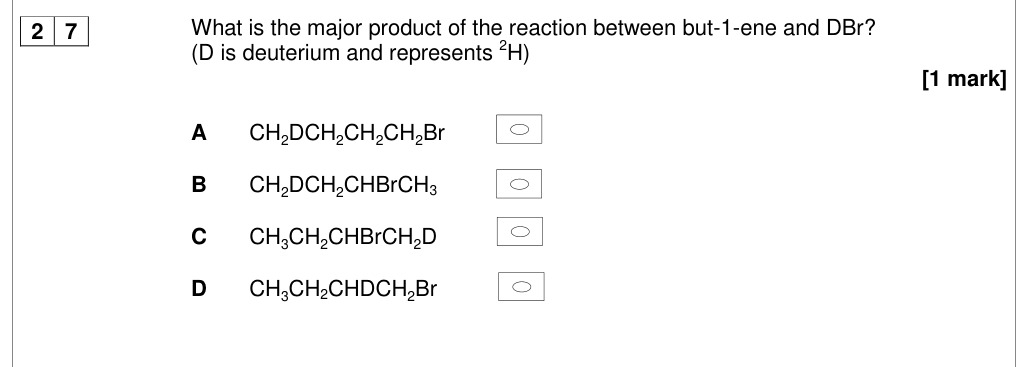 2 7
What is the major product of the reaction between but-1-ene and DBr?
(D is deuterium and represents ²H)
[1 mark]
A CH₂DCH₂CH₂CH₂Br
B CH₂DCH₂CHBrCH₃
C CH₃CH₂CHBrCH₂D
D CH₃CH₂CHDCH₂Br